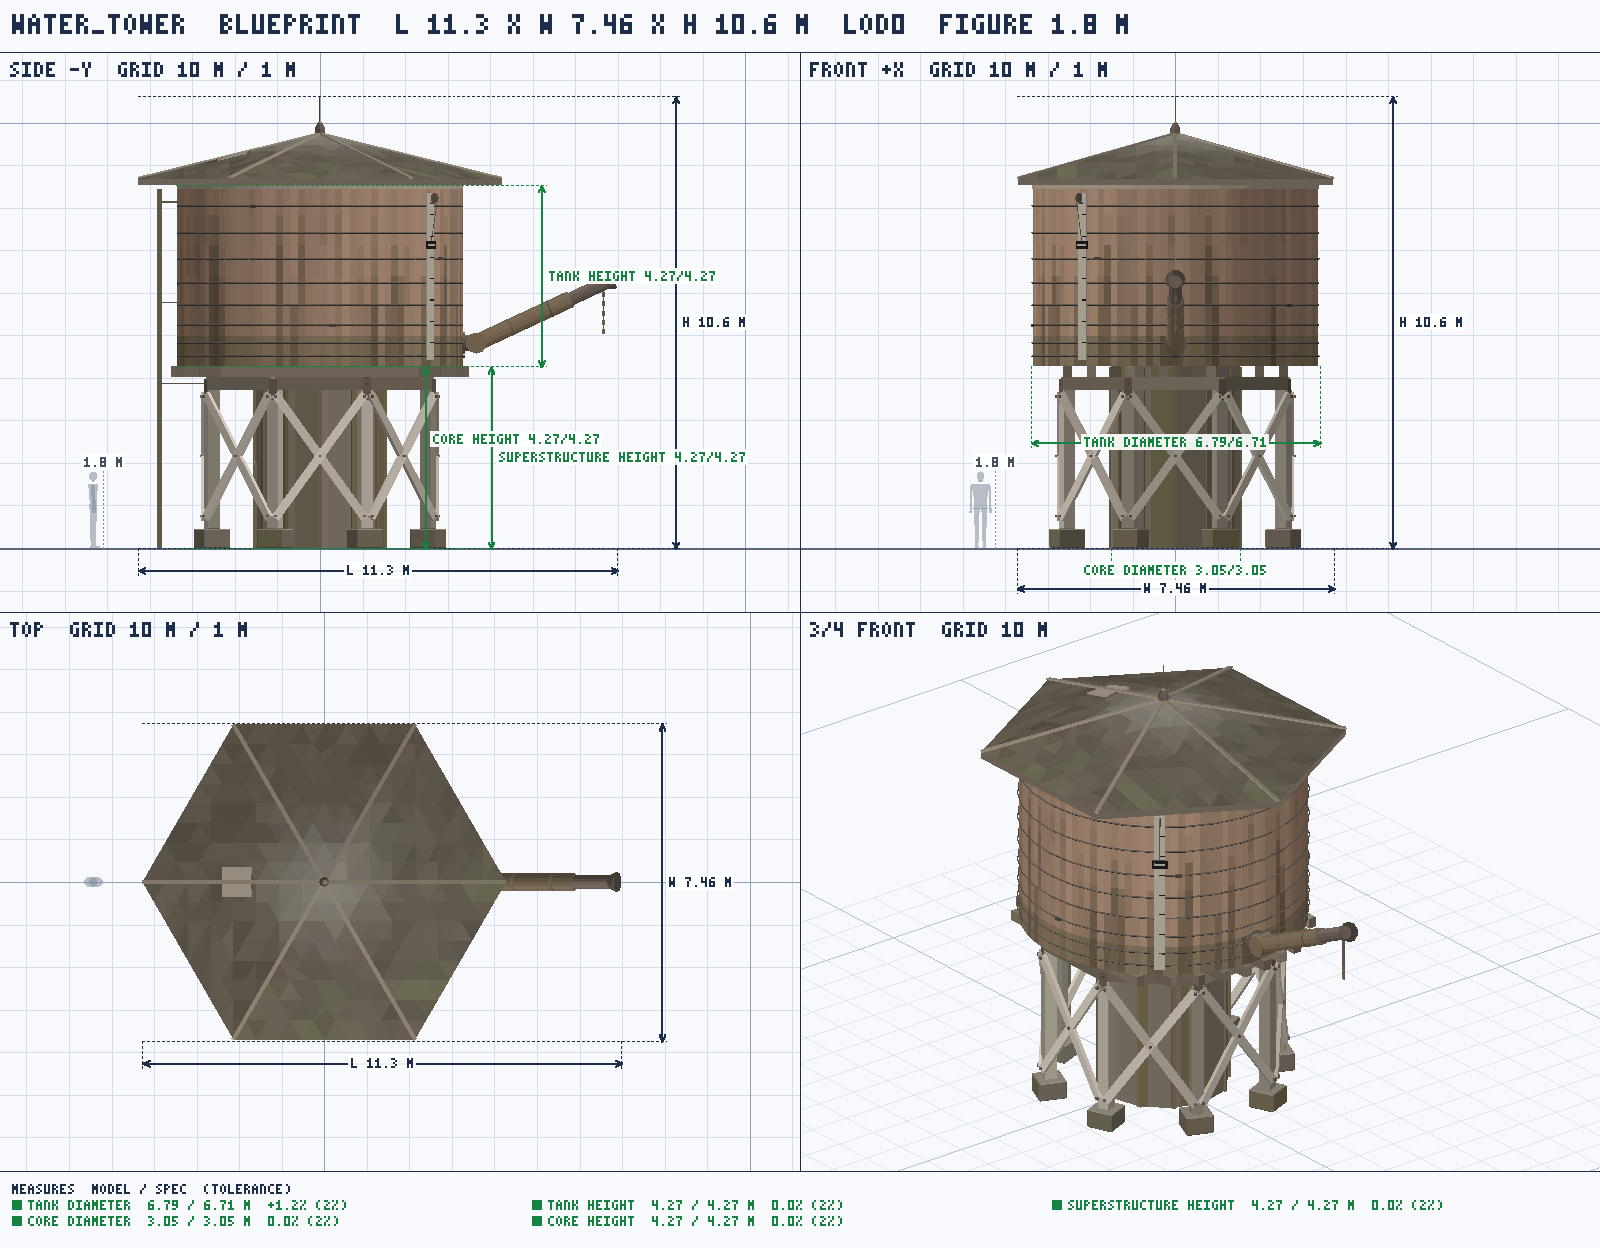 WATER_TOWER BLUEPRINT L 11.3 X W 7.46 X H 10.6 M LOD0 FIGURE 1.8 M
SIDE -Y GRID 10 M / 1 M
TANK HEIGHT 4.27/4.27
H 10.6 M
CORE HEIGHT 4.27/4.27
SUPERSTRUCTURE HEIGHT 4.27/4.27
1.8 M
L 11.3 M
FRONT +X GRID 10 M / 1 M
H 10.6 M
TANK DIAMETER 6.79/6.71
1.8 M
CORE DIAMETER 3.05/3.05
W 7.46 M
TOP GRID 10 M / 1 M
W 7.46 M
L 11.3 M
3/4 FRONT GRID 10 M
MEASURES MODEL / SPEC (TOLERANCE)
TANK DIAMETER 6.79 / 6.71 M +1.2% (2%)
TANK HEIGHT 4.27 / 4.27 M 0.0% (2%)
SUPERSTRUCTURE HEIGHT 4.27 / 4.27 M 0.0% (2%)
CORE DIAMETER 3.05 / 3.05 M 0.0% (2%)
CORE HEIGHT 4.27 / 4.27 M 0.0% (2%)